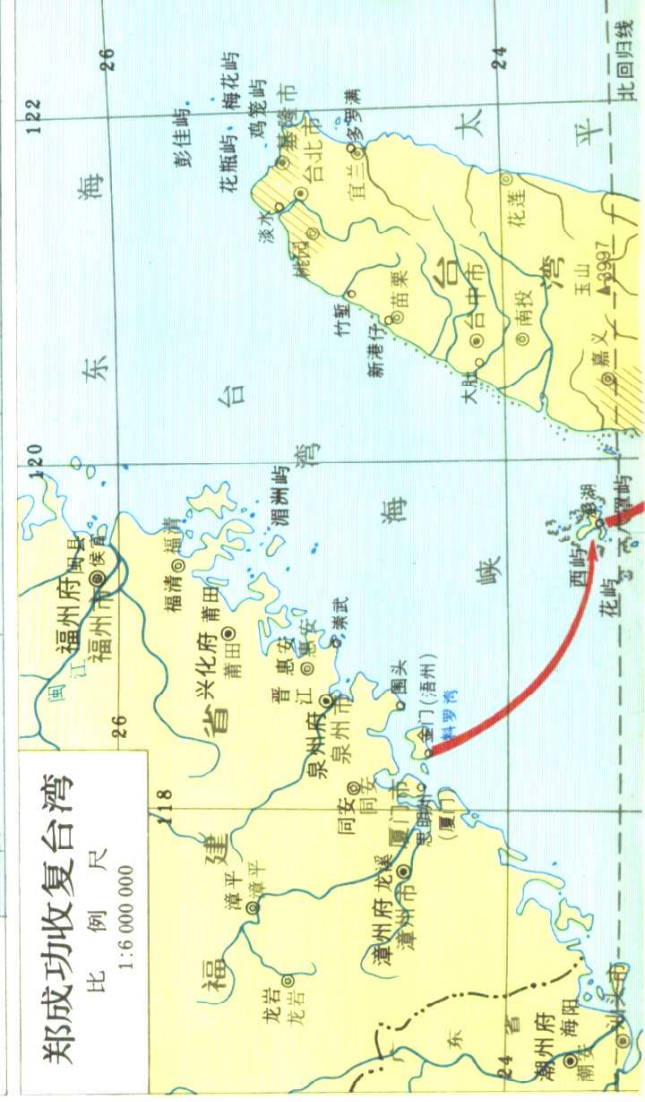 郑成功收复台湾
比 例 尺
1:6 000 000
118
120
122
26
26
24
24
东
海
台
湾
海
峡
太
平
北回归线
福
建
省
广
东
省
台
湾
闽
江
福州府
闽县
侯官
福州市
福清
福清
兴化府
莆田
莆田
湄洲屿
惠安
惠安
崇武
晋
江
泉州府
泉州市
同安
同安
围头
金门(浯州)
料罗湾
厦门市
思明州
(厦门)
漳平
漳平
龙岩
龙岩
漳州府
龙溪
漳州市
潮州府
海阳
潮安
汕头市
彭佳屿
花瓶屿
梅花屿
鸡笼屿
基隆市
台北市
淡水
桃园
宜兰
多罗满
竹堑
新港仔
苗栗
大肚
台中市
南投
花莲
玉山
3997
嘉义
西屿
澎湖
花屿